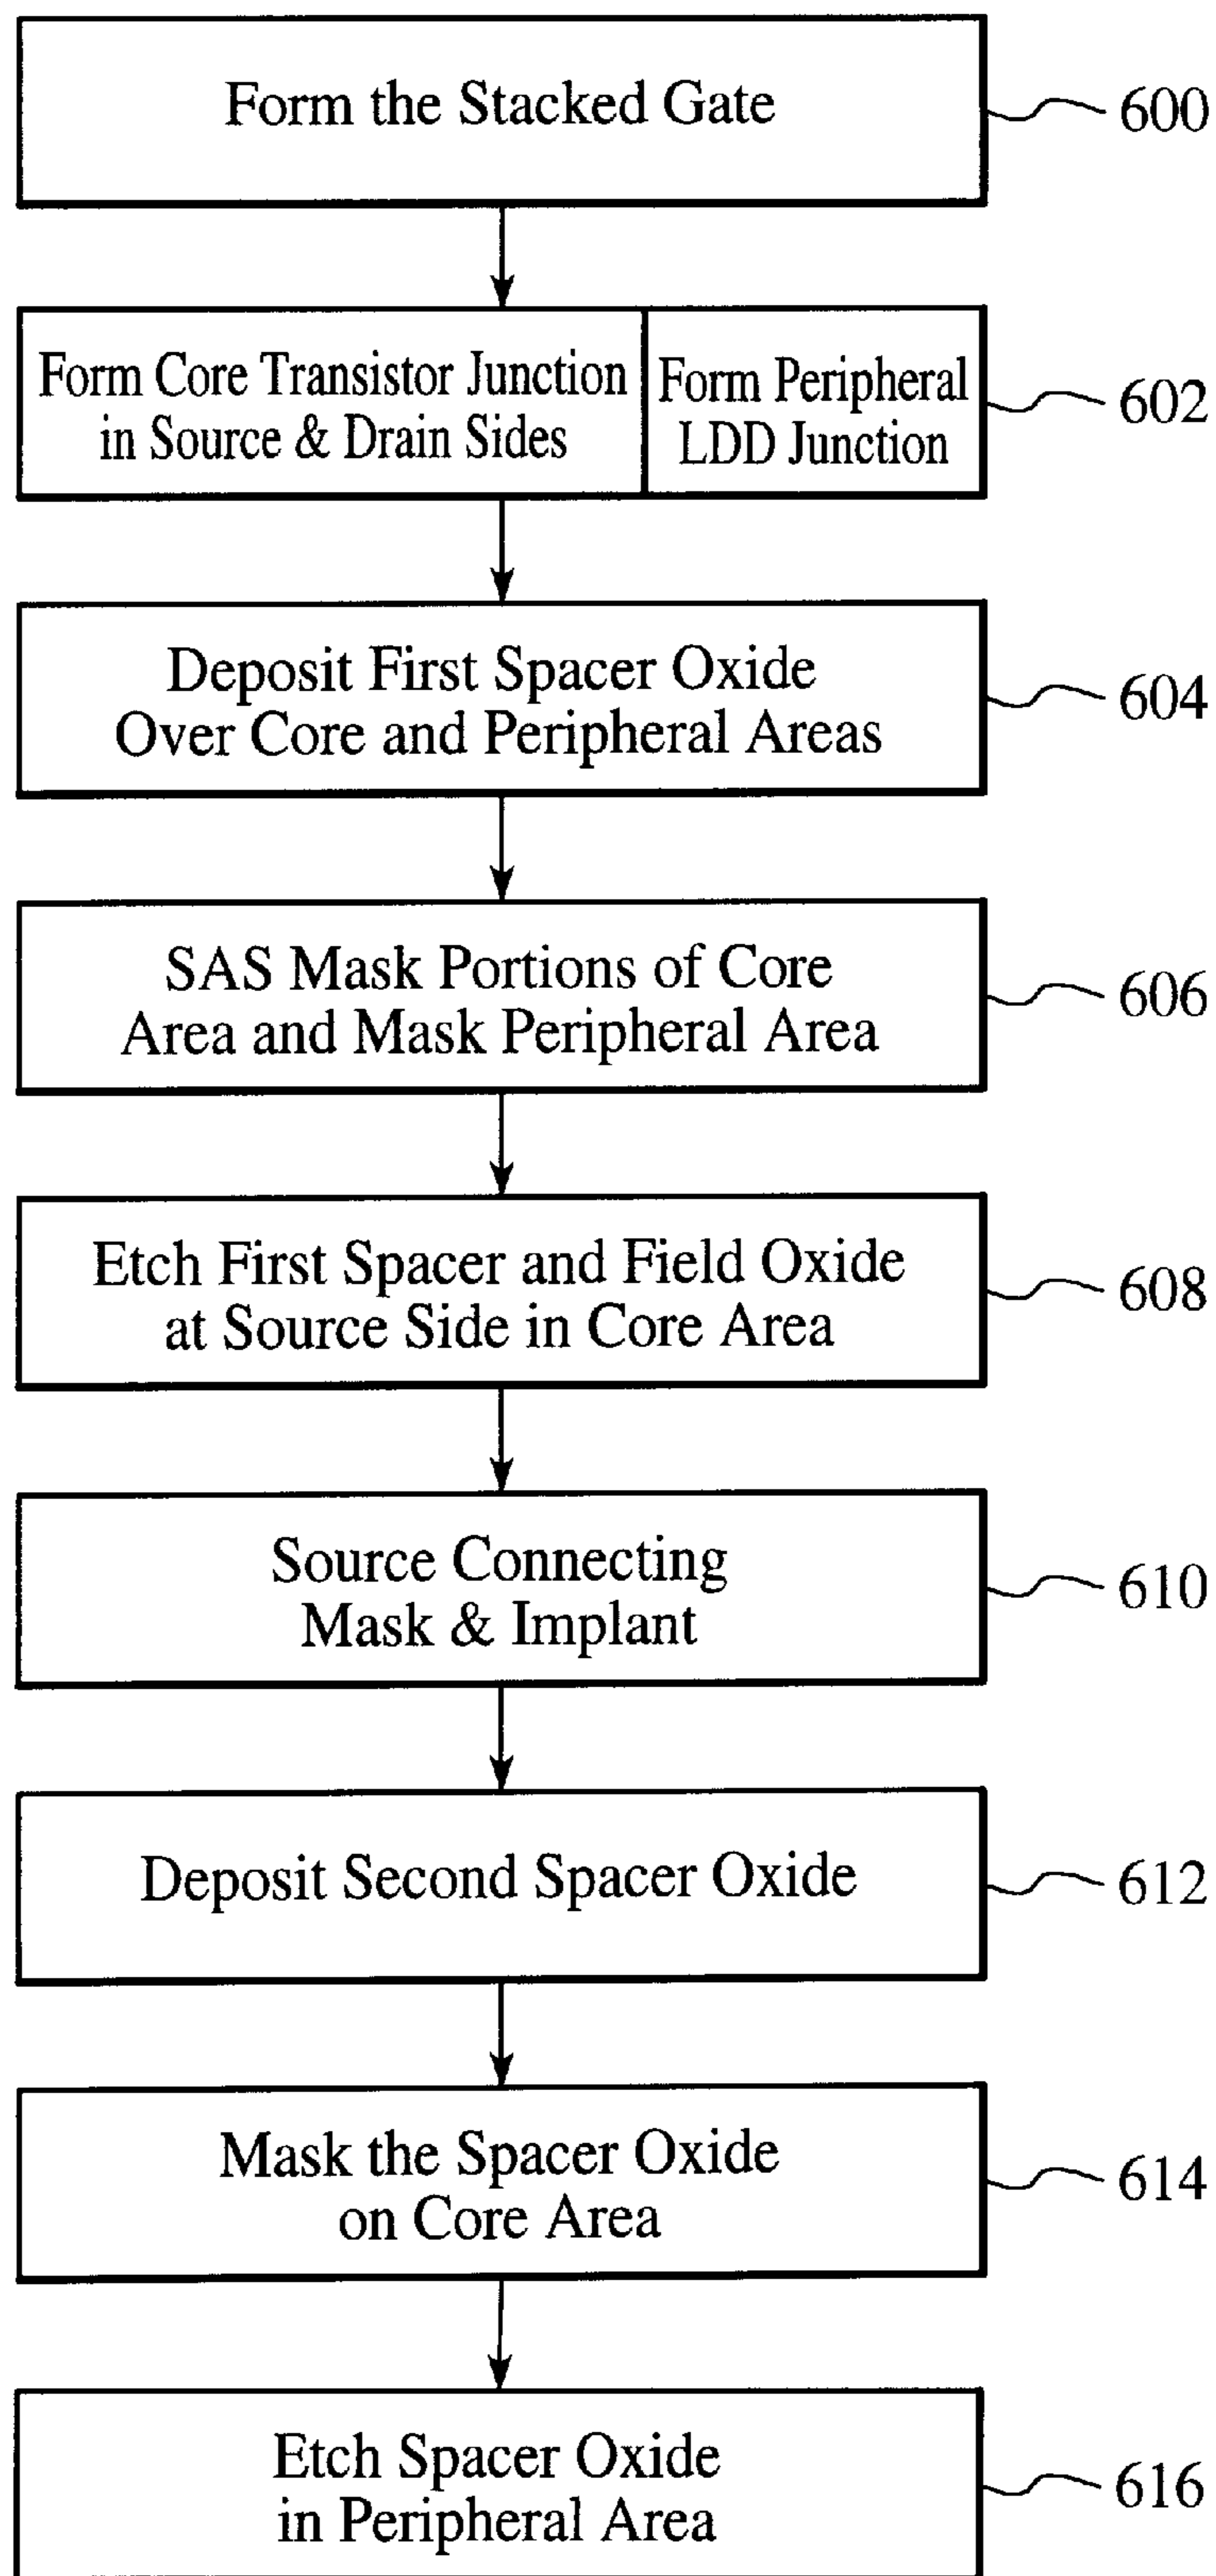 Form the Stacked Gate
600
Form Core Transistor Junction
in Source & Drain Sides
Form Peripheral
LDD Junction
602
Deposit First Spacer Oxide
Over Core and Peripheral Areas
604
SAS Mask Portions of Core
Area and Mask Peripheral Area
606
Etch First Spacer and Field Oxide
at Source Side in Core Area
608
Source Connecting
Mask & Implant
610
Deposit Second Spacer Oxide
612
Mask the Spacer Oxide
on Core Area
614
Etch Spacer Oxide
in Peripheral Area
616